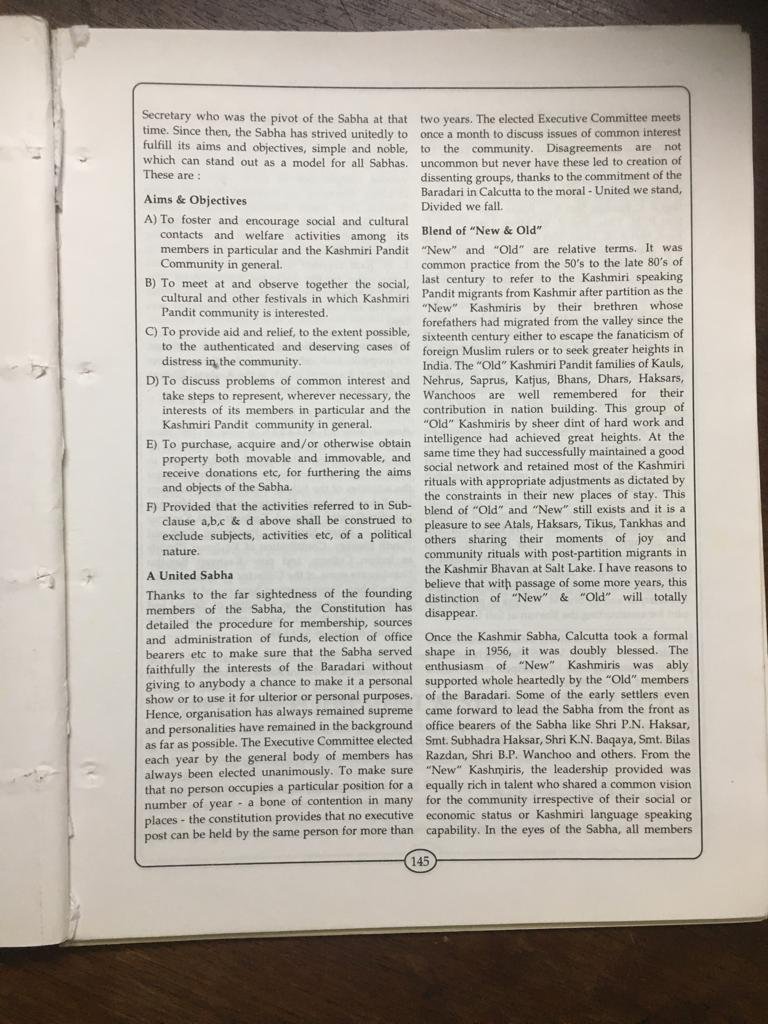 Secretary who was the pivot of the Sabha at that
time. Since then, the Sabha has strived unitedly to
fulfill its aims and objectives, simple and noble,
which can stand out as a model for all Sabhas.
These are :
Aims & Objectives
A) To foster and encourage social and cultural
contacts and welfare activities among its
members in particular and the Kashmiri Pandit
Community in general.
B) To meet at and observe together the social,
cultural and other festivals in which Kashmiri
Pandit community is interested.
C) To provide aid and relief, to the extent possible,
to the authenticated and deserving cases of
distress in the community.
D) To discuss problems of common interest and
take steps to represent, wherever necessary, the
interests of its members in particular and the
Kashmiri Pandit community in general.
E) To purchase, acquire and/or otherwise obtain
property both movable and immovable, and
receive donations etc, for furthering the aims
and objects of the Sabha.
F) Provided that the activities referred to in Sub-
clause a,b,c & d above shall be construed to
exclude subjects, activities etc, of a political
nature.
A United Sabha
Thanks to the far sightedness of the founding
members of the Sabha, the Constitution has
detailed the procedure for membership, sources
and administration of funds, election of office
bearers etc to make sure that the Sabha served
faithfully the interests of the Baradari without
giving to anybody a chance to make it a personal
show or to use it for ulterior or personal purposes.
Hence, organisation has always remained supreme
and personalities have remained in the background
as far as possible. The Executive Committee elected
each year by the general body of members has
always been elected unanimously. To make sure
that no person occupies a particular position for a
number of year - a bone of contention in many
places - the constitution provides that no executive
post can be held by the same person for more than
two years. The elected Executive Committee meets
once a month to discuss issues of common interest
to the community. Disagreements are not
uncommon but never have these led to creation of
dissenting groups, thanks to the commitment of the
Baradari in Calcutta to the moral - United we stand,
Divided we fall.
Blend of "New & Old"
"New" and "Old" are relative terms. It was
common practice from the 50's to the late 80's of
last century to refer to the Kashmiri speaking
Pandit migrants from Kashmir after partition as the
"New" Kashmiris by their brethren whose
forefathers had migrated from the valley since the
sixteenth century either to escape the fanaticism of
foreign Muslim rulers or to seek greater heights in
India. The "Old" Kashmiri Pandit families of Kauls,
Nehrus, Saprus, Katjus, Bhans, Dhars, Haksars,
Wanchoos are well remembered for their
contribution in nation building. This group of
"Old" Kashmiris by sheer dint of hard work and
intelligence had achieved great heights. At the
same time they had successfully maintained a good
social network and retained most of the Kashmiri
rituals with appropriate adjustments as dictated by
the constraints in their new places of stay. This
blend of "Old" and "New" still exists and it is a
pleasure to see Atals, Haksars, Tikus, Tankhas and
others sharing their moments of joy and
community rituals with post-partition migrants in
the Kashmir Bhavan at Salt Lake. I have reasons to
believe that with passage of some more years, this
distinction of "New" & "Old" will totally
disappear.
Once the Kashmir Sabha, Calcutta took a formal
shape in 1956, it was doubly blessed. The
enthusiasm of "New" Kashmiris was ably
supported whole heartedly by the "Old" members
of the Baradari. Some of the early settlers even
came forward to lead the Sabha from the front as
office bearers of the Sabha like Shri P.N. Haksar,
Smt. Subhadra Haksar, Shri K.N. Baqaya, Smt. Bilas
Razdan, Shri B.P. Wanchoo and others. From the
"New" Kashmiris, the leadership provided was
equally rich in talent who shared a common vision
for the community irrespective of their social or
economic status or Kashmiri language speaking
capability. In the eyes of the Sabha, all members
145